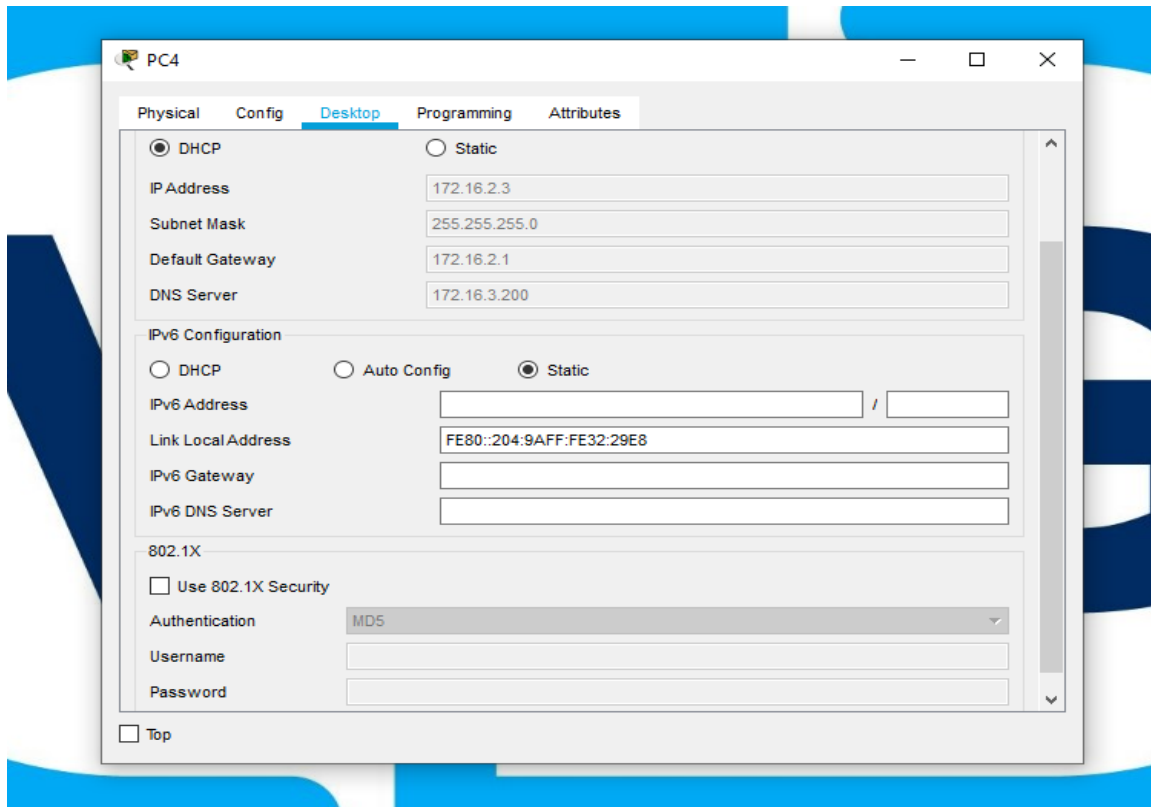 PC4
Physical Config Desktop Programming Attributes
DHCP Static
IP Address 172.16.2.3
Subnet Mask 255.255.255.0
Default Gateway 172.16.2.1
DNS Server 172.16.3.200
IPv6 Configuration
DHCP Auto Config Static
IPv6 Address /
Link Local Address FE80::204:9AFF:FE32:29E8
IPv6 Gateway
IPv6 DNS Server
802.1X
Use 802.1X Security
Authentication MD5
Username
Password
Top